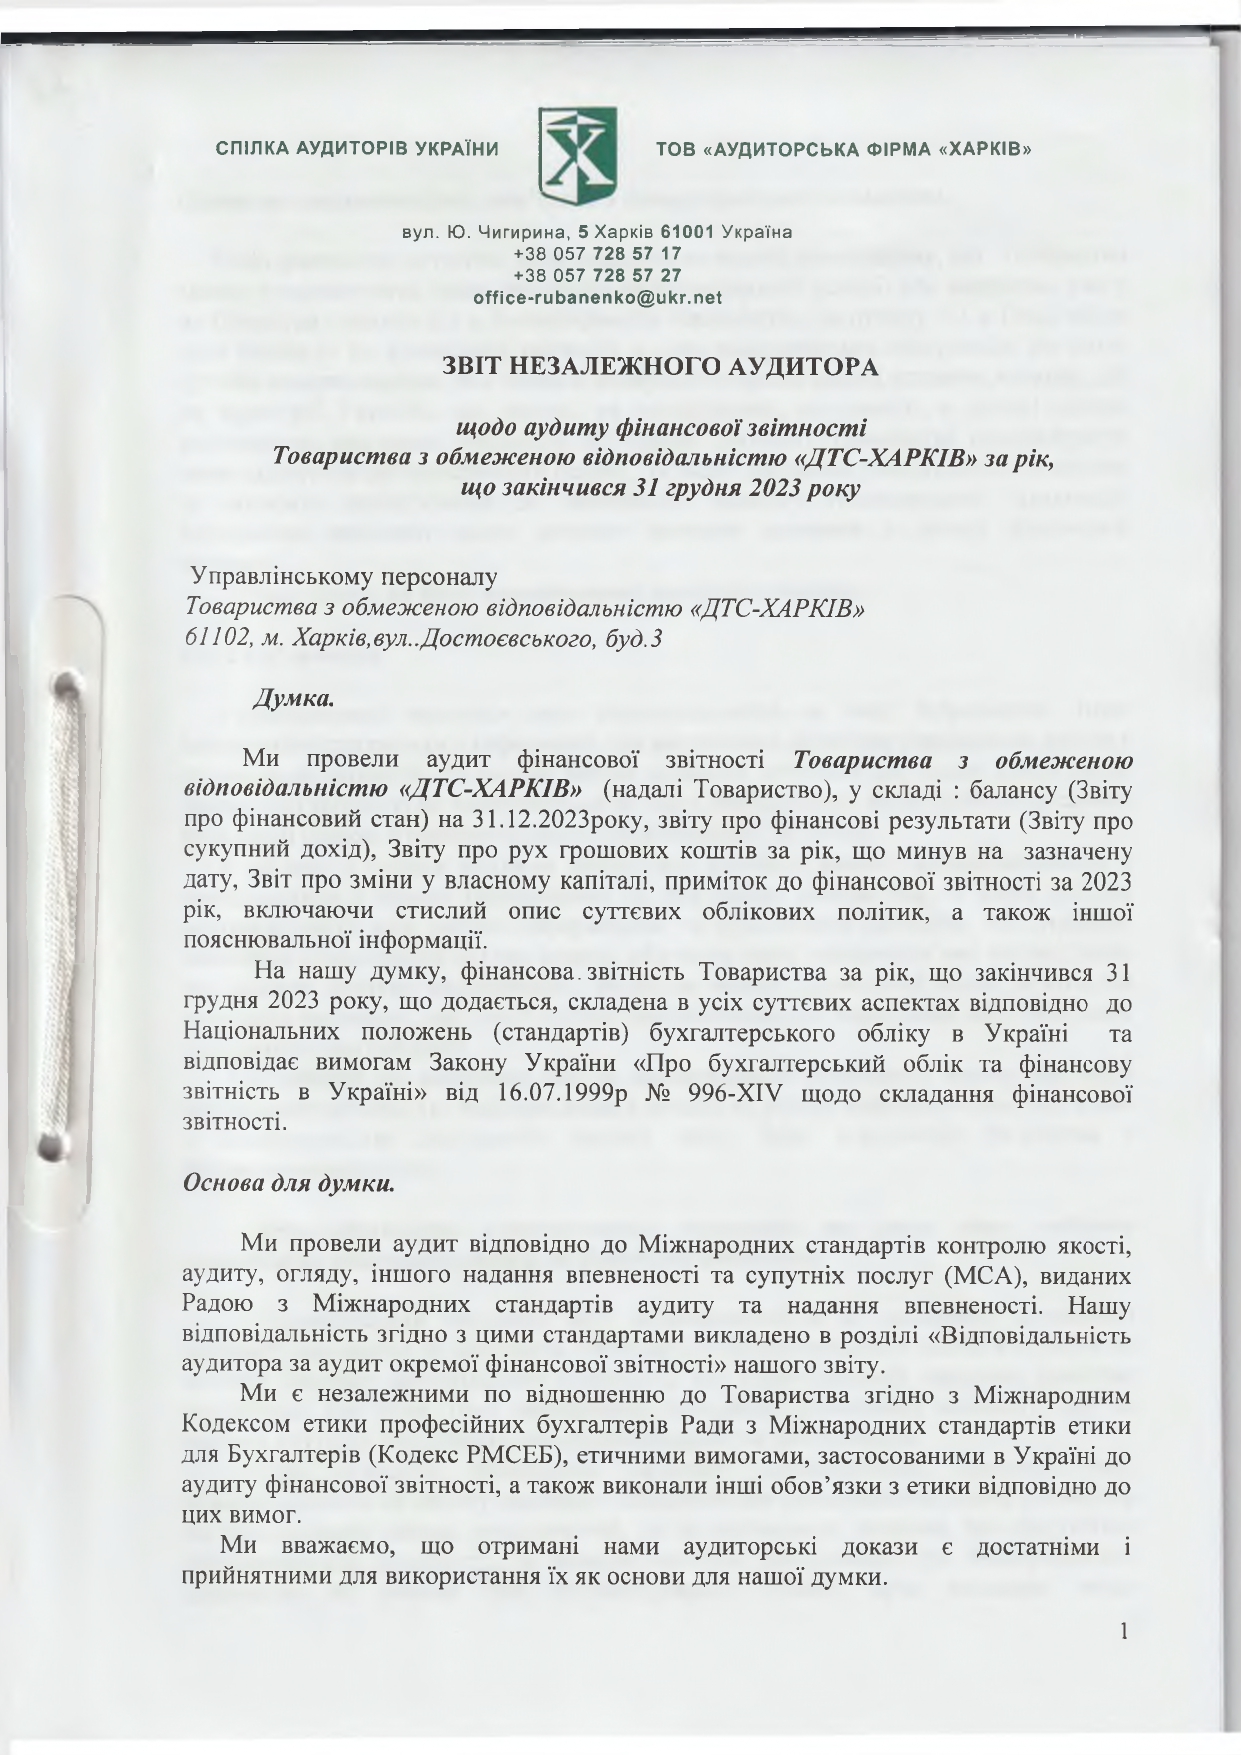 СПІЛКА АУДИТОРІВ УКРАЇНИ
ТОВ «АУДИТОРСЬКА ФІРМА «ХАРКІВ»
вул. Ю. Чигирина, 5 Харків 61001 Україна
+38 057 728 57 17
+38 057 728 57 27
office-rubanenko@ukr.net
ЗВІТ НЕЗАЛЕЖНОГО АУДИТОРА
щодо аудиту фінансової звітності
Товариства з обмеженою відповідальністю «ДТС-ХАРКІВ» за рік,
що закінчився 31 грудня 2023 року
Управлінському персоналу
Товариства з обмеженою відповідальністю «ДТС-ХАРКІВ»
61102, м. Харків,вул..Достоєвського, буд.3
Думка.
Ми провели аудит фінансової звітності Товариства з обмеженою
відповідальністю «ДТС-ХАРКІВ» (надалі Товариство), у складі : балансу (Звіту
про фінансовий стан) на 31.12.2023року, звіту про фінансові результати (Звіту про
сукупний дохід), Звіту про рух грошових коштів за рік, що минув на зазначену
дату, Звіт про зміни у власному капіталі, приміток до фінансової звітності за 2023
рік, включаючи стислий опис суттєвих облікових політик, а також іншої
пояснювальної інформації.
На нашу думку, фінансова звітність Товариства за рік, що закінчився 31
грудня 2023 року, що додається, складена в усіх суттєвих аспектах відповідно до
Національних положень (стандартів) бухгалтерського обліку в Україні та
відповідає вимогам Закону України «Про бухгалтерський облік та фінансову
звітність в Україні» від 16.07.1999р № 996-XIV щодо складання фінансової
звітності.
Основа для думки.
Ми провели аудит відповідно до Міжнародних стандартів контролю якості,
аудиту, огляду, іншого надання впевненості та супутніх послуг (МСА), виданих
Радою з Міжнародних стандартів аудиту та надання впевненості. Нашу
відповідальність згідно з цими стандартами викладено в розділі «Відповідальність
аудитора за аудит окремої фінансової звітності» нашого звіту.
Ми є незалежними по відношенню до Товариства згідно з Міжнародним
Кодексом етики професійних бухгалтерів Ради з Міжнародних стандартів етики
для Бухгалтерів (Кодекс РМСЕБ), етичними вимогами, застосованими в Україні до
аудиту фінансової звітності, а також виконали інші обов’язки з етики відповідно до
цих вимог.
Ми вважаємо, що отримані нами аудиторські докази є достатніми і
прийнятними для використання їх як основи для нашої думки.
1